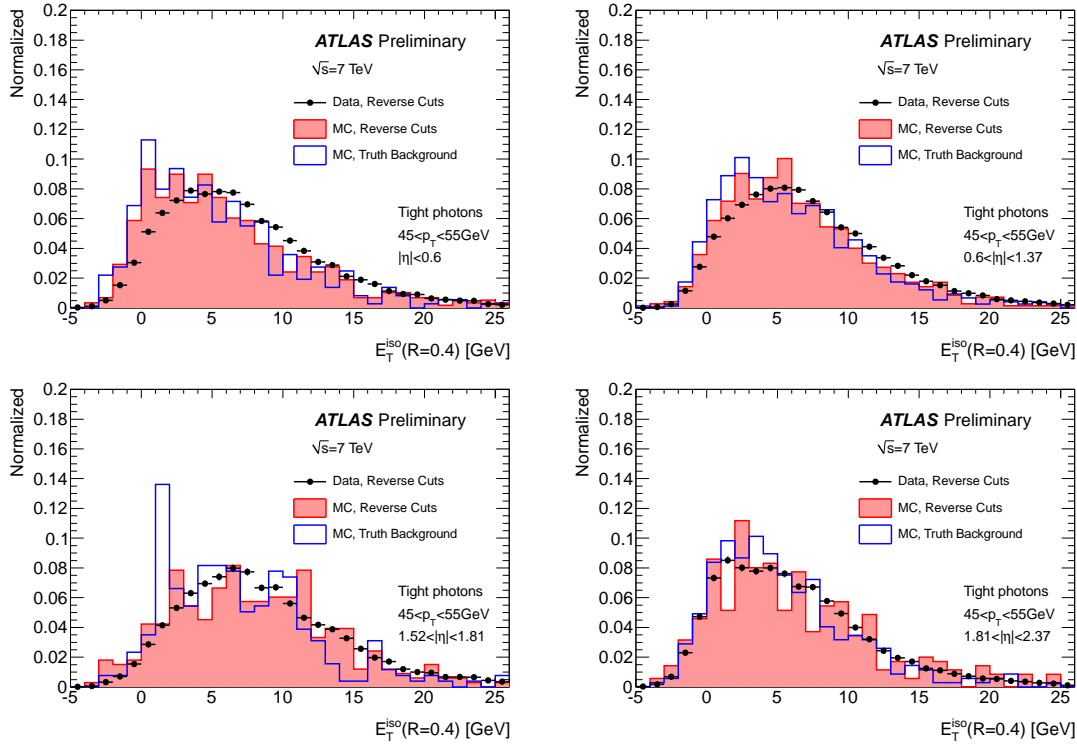 Normalized
0.2
0.18
0.16
0.14
0.12
0.1
0.08
0.06
0.04
0.02
0
ATLAS Preliminary
√s=7 TeV
Data, Reverse Cuts
MC, Reverse Cuts
MC, Truth Background
Tight photons
45<p_T<55GeV
|η|<0.6
-5 0 5 10 15 20 25
E_T^iso(R=0.4) [GeV]
Normalized
0.2
0.18
0.16
0.14
0.12
0.1
0.08
0.06
0.04
0.02
0
ATLAS Preliminary
√s=7 TeV
Data, Reverse Cuts
MC, Reverse Cuts
MC, Truth Background
Tight photons
45<p_T<55GeV
0.6<|η|<1.37
-5 0 5 10 15 20 25
E_T^iso(R=0.4) [GeV]
Normalized
0.2
0.18
0.16
0.14
0.12
0.1
0.08
0.06
0.04
0.02
0
ATLAS Preliminary
√s=7 TeV
Data, Reverse Cuts
MC, Reverse Cuts
MC, Truth Background
Tight photons
45<p_T<55GeV
1.52<|η|<1.81
-5 0 5 10 15 20 25
E_T^iso(R=0.4) [GeV]
Normalized
0.2
0.18
0.16
0.14
0.12
0.1
0.08
0.06
0.04
0.02
0
ATLAS Preliminary
√s=7 TeV
Data, Reverse Cuts
MC, Reverse Cuts
MC, Truth Background
Tight photons
45<p_T<55GeV
1.81<|η|<2.37
-5 0 5 10 15 20 25
E_T^iso(R=0.4) [GeV]